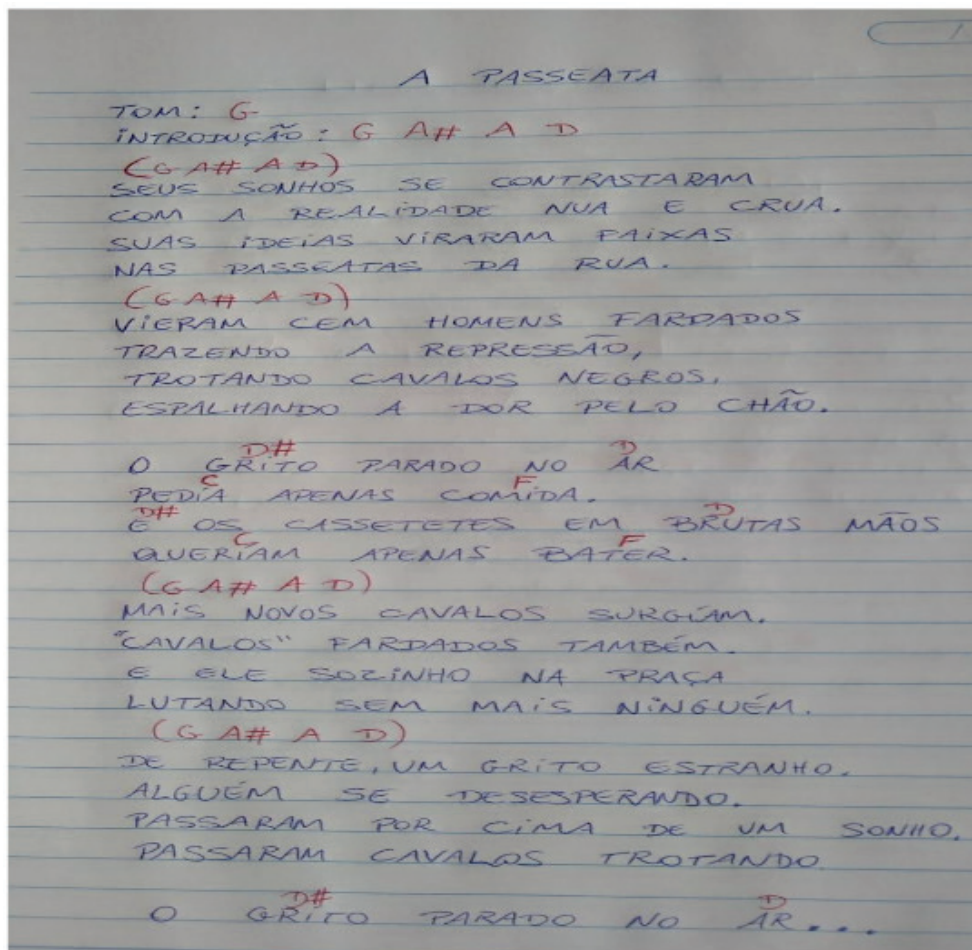 1
A PASSEATA
TOM: G
INTRODUÇÃO: G A# A D
(G A# A D)
SEUS SONHOS SE CONTRASTARAM
COM A REALIDADE NUA E CRUA.
SUAS IDEIAS VIRARAM FAIXAS
NAS PASSEATAS DA RUA.
(G A# A D)
VIERAM CEM HOMENS FARDADOS
TRAZENDO A REPRESSÃO,
TROTANDO CAVALOS NEGROS,
ESPALHANDO A DOR PELO CHÃO.
D# D
O GRITO PARADO NO AR
C F
PEDIA APENAS COMIDA.
D# D
E OS CASSETETES EM BRUTAS MÃOS
C F
QUERIAM APENAS BATER.
(G A# A D)
MAIS NOVOS CAVALOS SURGIAM.
"CAVALOS" FARDADOS TAMBÉM.
E ELE SOZINHO NA PRAÇA
LUTANDO SEM MAIS NINGUÉM.
(G A# A D)
DE REPENTE, UM GRITO ESTRANHO.
ALGUÉM SE DESESPERANDO.
PASSARAM POR CIMA DE UM SONHO.
PASSARAM CAVALOS TROTANDO
D# D
O GRITO PARADO NO AR...